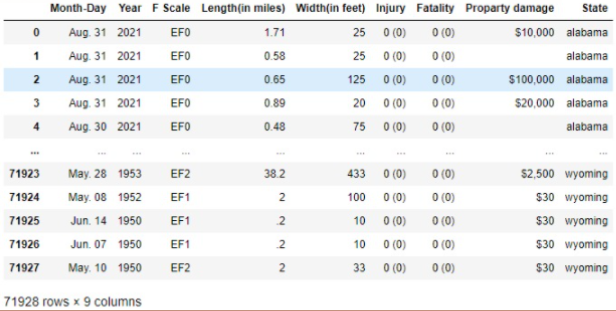 Month-Day Year F Scale Length(in miles) Width(in feet) Injury Fatality Proparty damage State
0 Aug. 31 2021 EF0 1.71 25 0 (0) 0 (0) $10,000 alabama
1 Aug. 31 2021 EF0 0.58 25 0 (0) 0 (0) alabama
2 Aug. 31 2021 EF0 0.65 125 0 (0) 0 (0) $100,000 alabama
3 Aug. 31 2021 EF0 0.89 20 0 (0) 0 (0) $20,000 alabama
4 Aug. 30 2021 EF0 0.48 75 0 (0) 0 (0) alabama
... ... ... ... ... ... ... ... ... ...
71923 May. 28 1953 EF2 38.2 433 0 (0) 0 (0) $2,500 wyoming
71924 May. 08 1952 EF1 2 100 0 (0) 0 (0) $30 wyoming
71925 Jun. 14 1950 EF1 .2 10 0 (0) 0 (0) $30 wyoming
71926 Jun. 07 1950 EF1 .2 10 0 (0) 0 (0) $30 wyoming
71927 May. 10 1950 EF2 2 33 0 (0) 0 (0) $30 wyoming
71928 rows × 9 columns